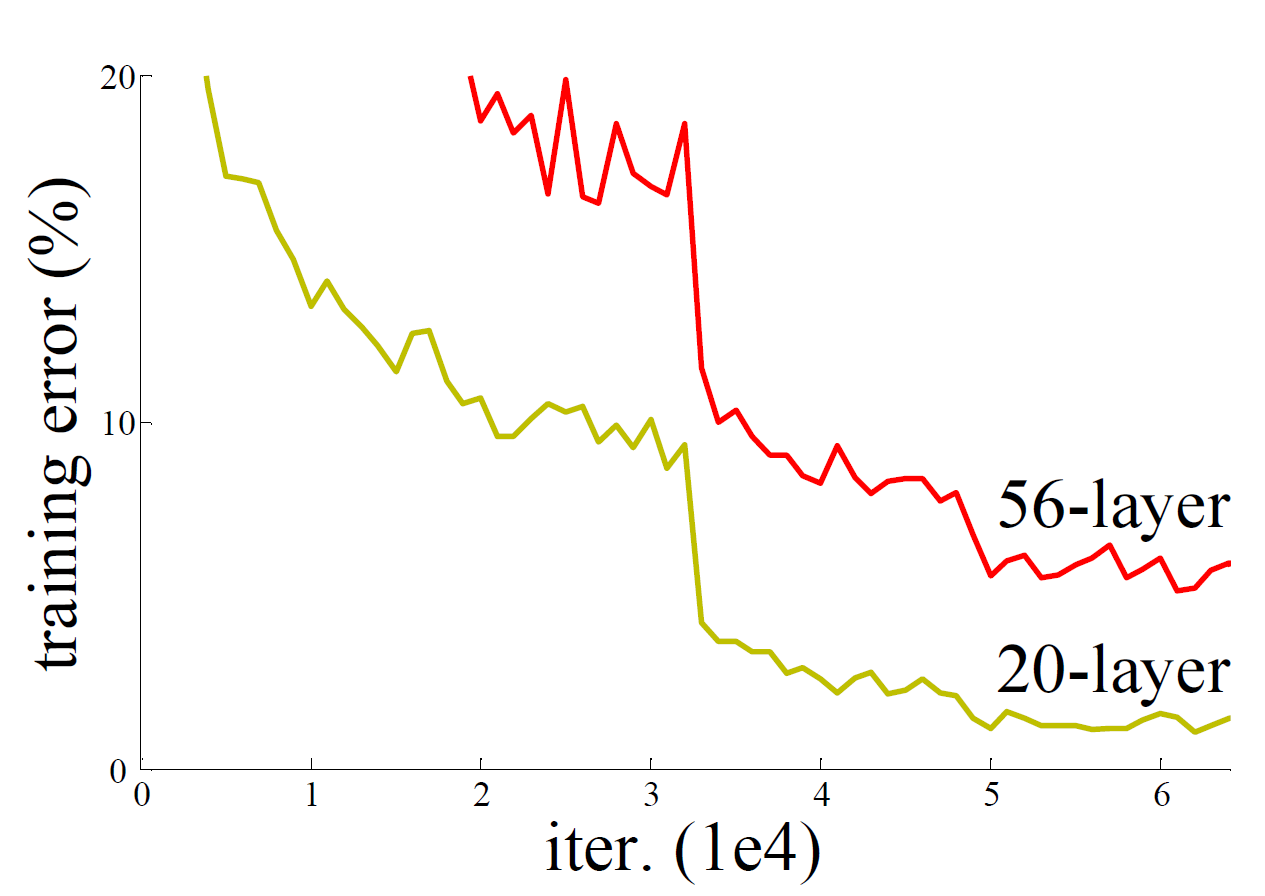 training error (%)
20
10
0
56-layer
20-layer
0 1 2 3 4 5 6
iter. (1e4)